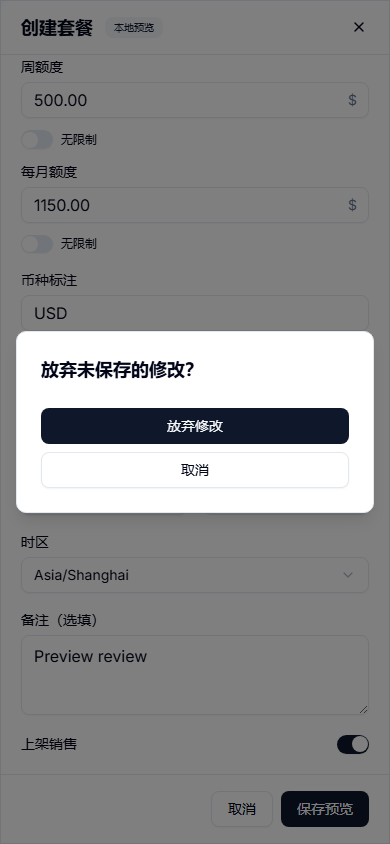 创建套餐 本地预览
周额度
500.00 $
无限制
每月额度
1150.00 $
无限制
币种标注
USD
放弃未保存的修改？
放弃修改
取消
时区
Asia/Shanghai
备注（选填）
Preview review
上架销售
取消 保存预览